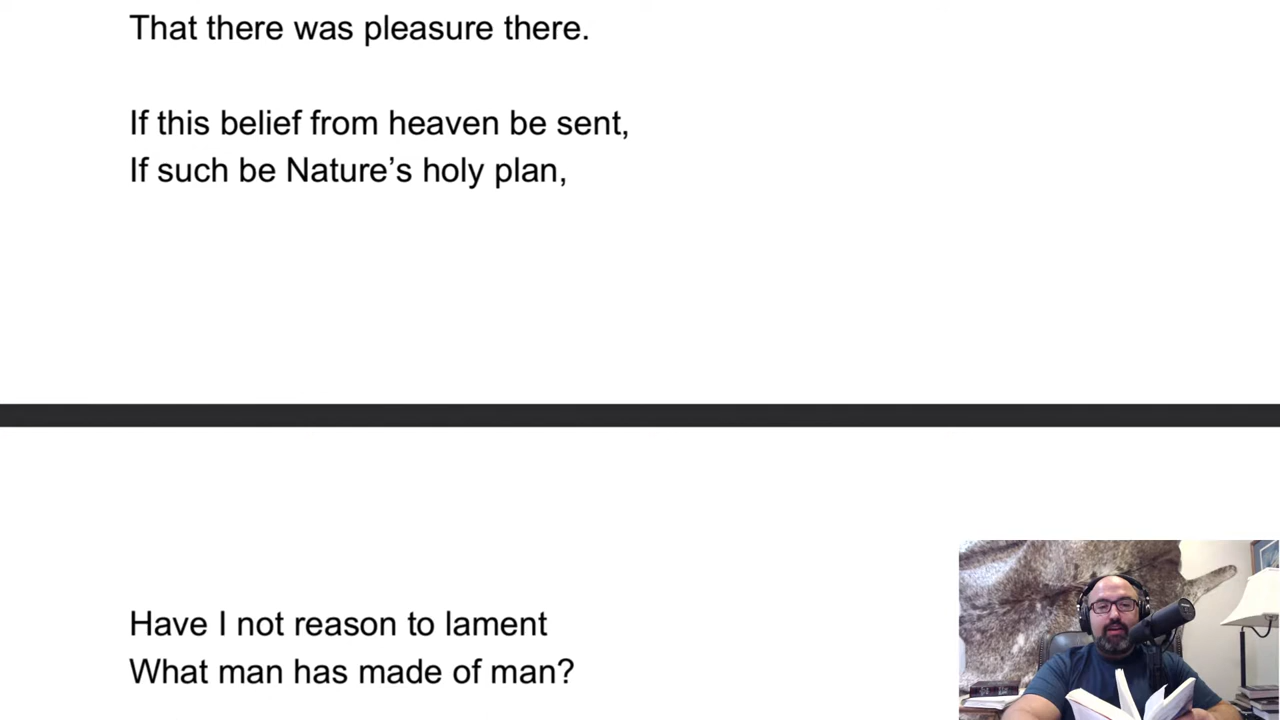 That there was pleasure there.
If this belief from heaven be sent,
If such be Nature’s holy plan,
Have I not reason to lament
What man has made of man?